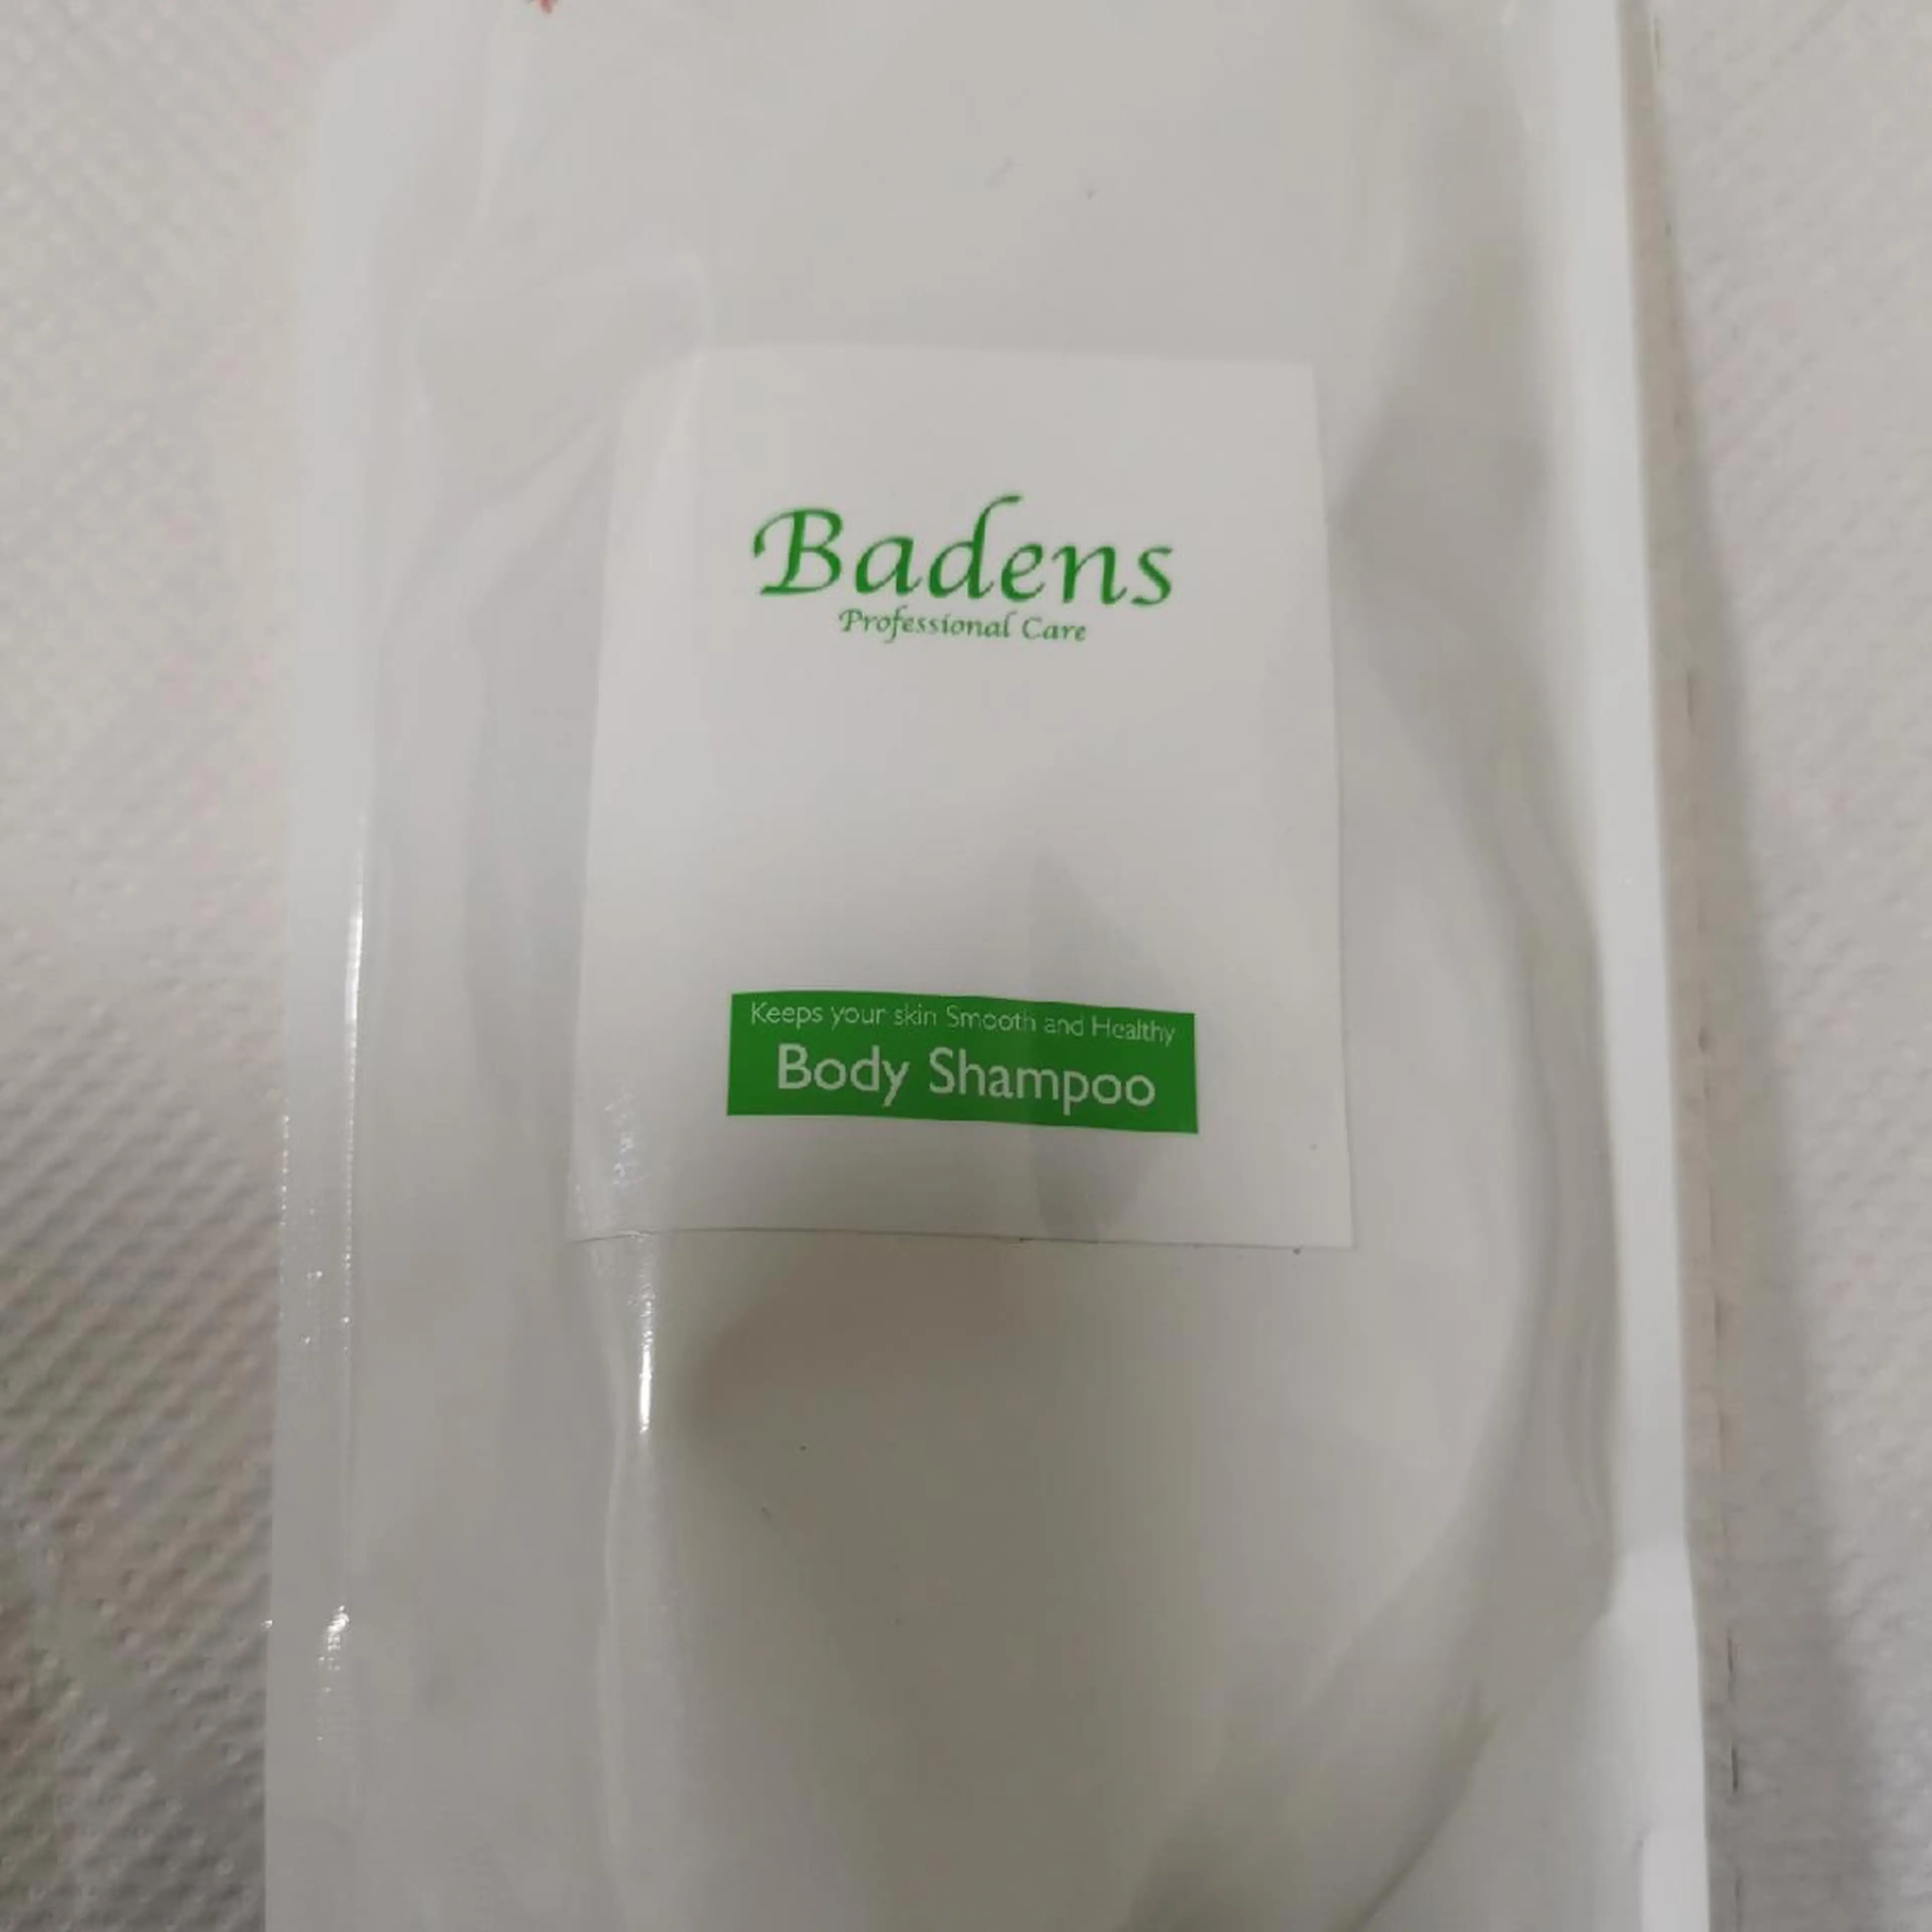 Badens
Professional Care
Keeps your skin Smooth and Healthy
Body Shampoo